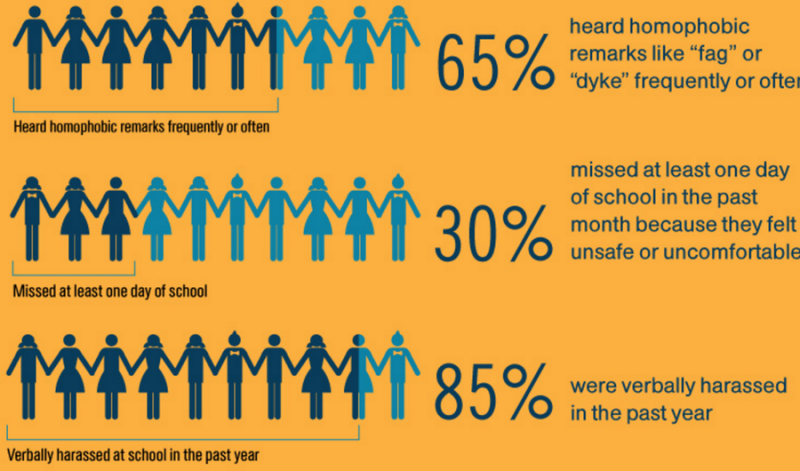 65%
heard homophobic
remarks like “fag” or
“dyke” frequently or often
Heard homophobic remarks frequently or often
30%
missed at least one day
of school in the past
month because they felt
unsafe or uncomfortable
Missed at least one day of school
85%
were verbally harassed
in the past year
Verbally harassed at school in the past year